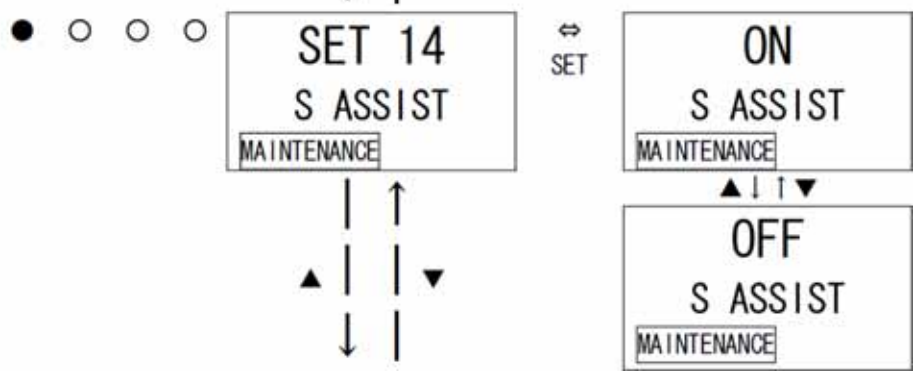 ● ○ ○ ○
SET 14
S ASSIST
MAINTENANCE
⇔
SET
ON
S ASSIST
MAINTENANCE
▲↓↑▼
OFF
S ASSIST
MAINTENANCE
▲ ↓ ↑ ▼